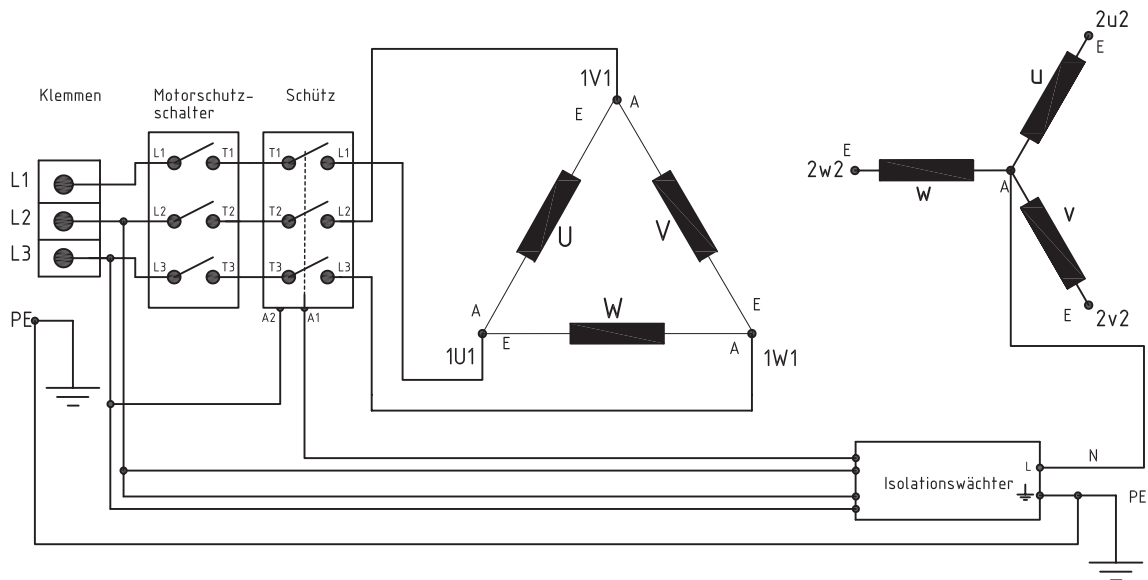 Klemmen
Motorschutz-
schalter
Schütz
L1
L2
L3
PE
L1
T1
L2
T2
L3
T3
T1
L1
T2
L2
T3
L3
A2
A1
1V1
E
A
U
V
A
E
W
E
A
1U1
1W1
2u2
E
U
E
2w2
W
A
V
E
2v2
Isolationswächter
L
N
PE